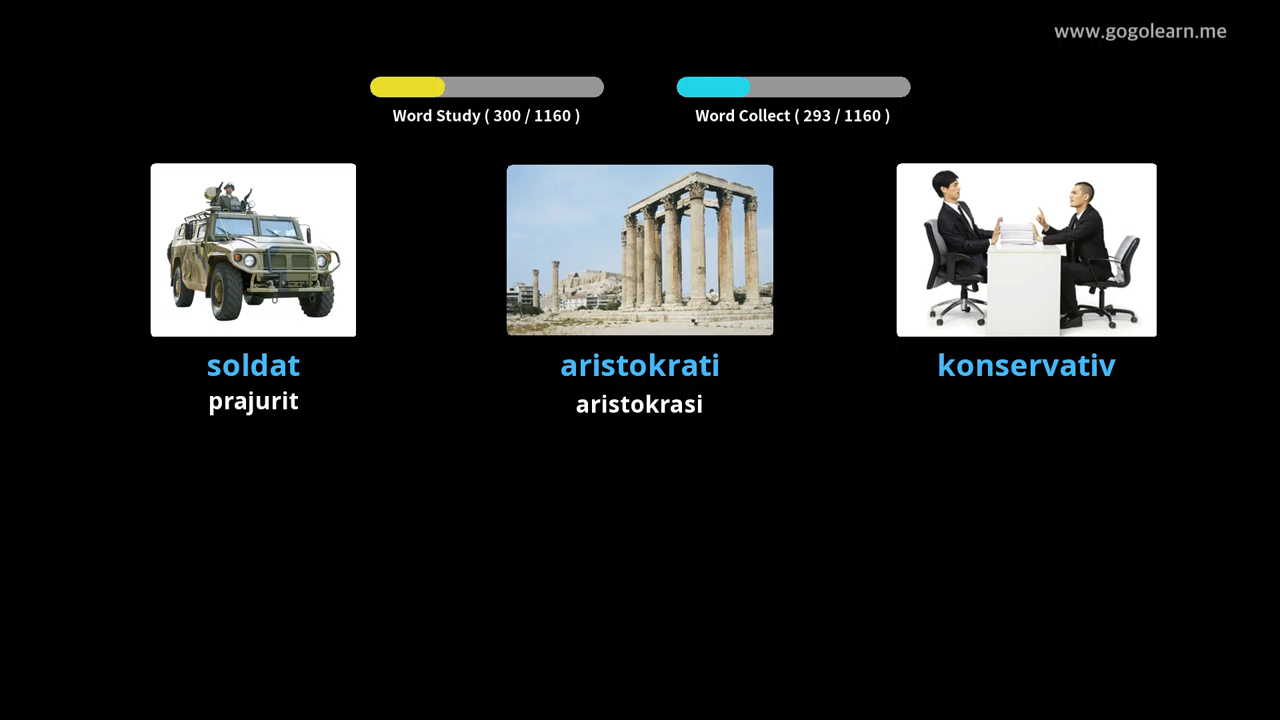 www.gogolearn.me
Word Study ( 300 / 1160 )
Word Collect ( 293 / 1160 )
soldat
prajurit
aristokrati
aristokrasi
konservativ